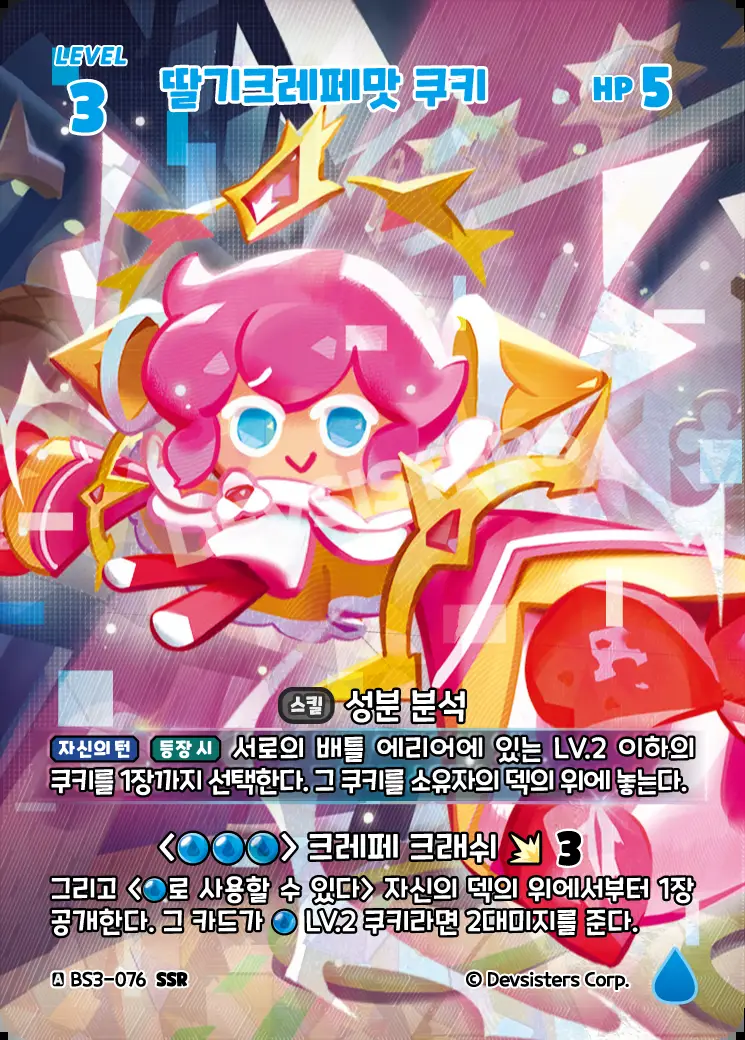 LEVEL
3
딸기크레페맛 쿠키
HP 5
DEVSISTERS
스킬 성분 분석
자신의 턴 등장 시 서로의 배틀 에리어에 있는 LV.2 이하의
쿠키를 1장까지 선택한다. 그 쿠키를 소유자의 덱의 위에 놓는다.
< > 크레페 크래쉬 3
그리고 < 로 사용할 수 있다> 자신의 덱의 위에서부터 1장
공개한다. 그 카드가 LV.2 쿠키라면 2대미지를 준다.
A BS3-076 SSR
© Devsisters Corp.